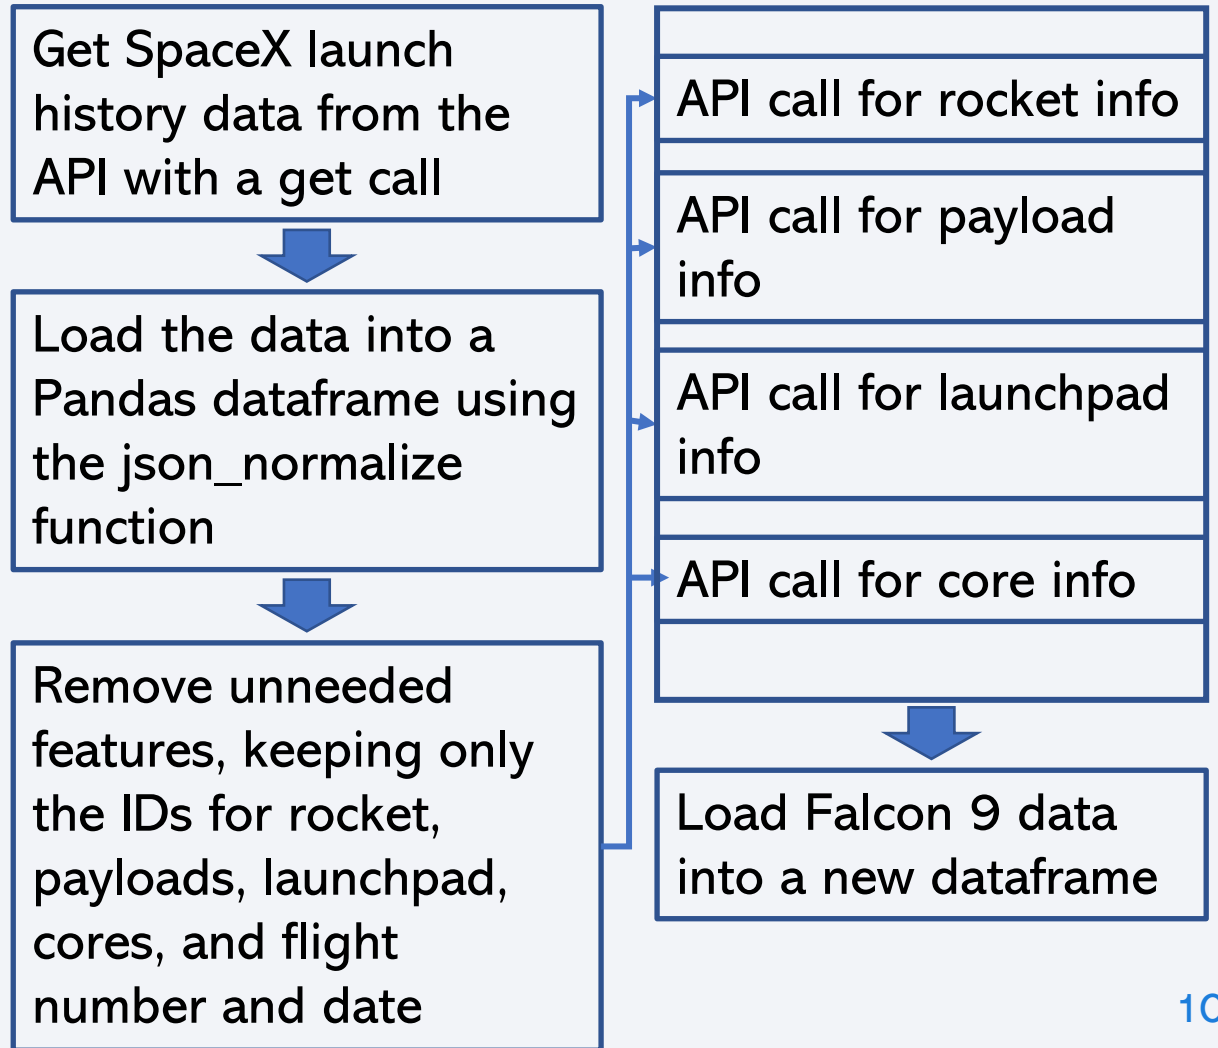 Get SpaceX launch
history data from the
API with a get call
Load the data into a
Pandas dataframe using
the json_normalize
function
Remove unneeded
features, keeping only
the IDs for rocket,
payloads, launchpad,
cores, and flight
number and date
API call for rocket info
API call for payload
info
API call for launchpad
info
API call for core info
Load Falcon 9 data
into a new dataframe
10